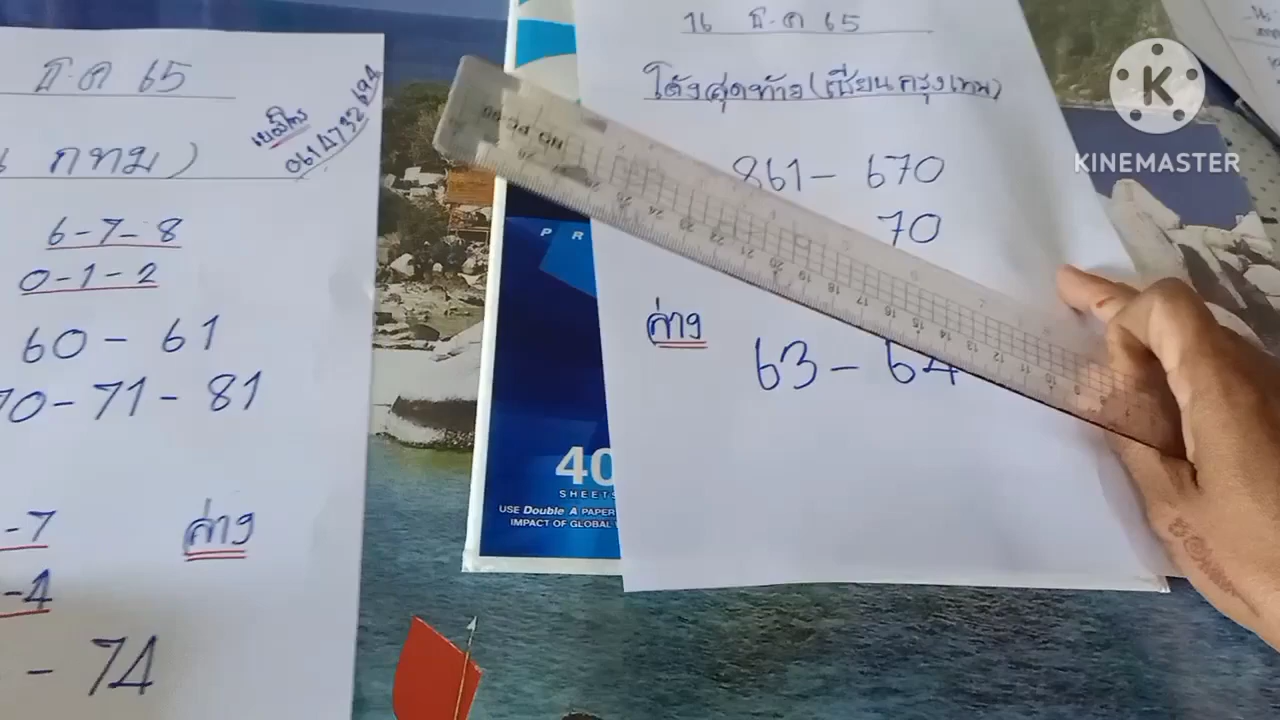 ธ.ค 65
เบอร์โทร
0614732694
กทม)
6-7-8
0-1-2
60 - 61
70-71-81
-7
ล่าง
-4
- 74
16 ธ.ค 65
โต้งสุดท้าย(เซียนกรุงเทพ)
861- 670
70
ล่าง
63- 64
40
SHEETS
USE Double A PAPER
IMPACT OF GLOBAL
P R
K
KINEMASTER